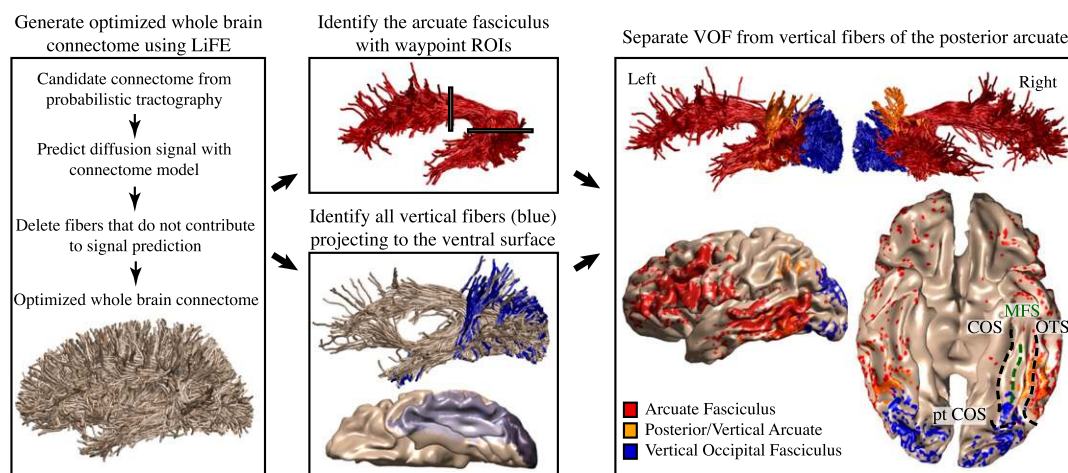 Generate optimized whole brain
connectome using LiFE
Candidate connectome from
probabilistic tractography
Predict diffusion signal with
connectome model
Delete fibers that do not contribute
to signal prediction
Optimized whole brain connectome
Identify the arcuate fasciculus
with waypoint ROIs
Identify all vertical fibers (blue)
projecting to the ventral surface
Separate VOF from vertical fibers of the posterior arcuate
Left
Right
MFS
COS
OTS
pt COS
Arcuate Fasciculus
Posterior/Vertical Arcuate
Vertical Occipital Fasciculus